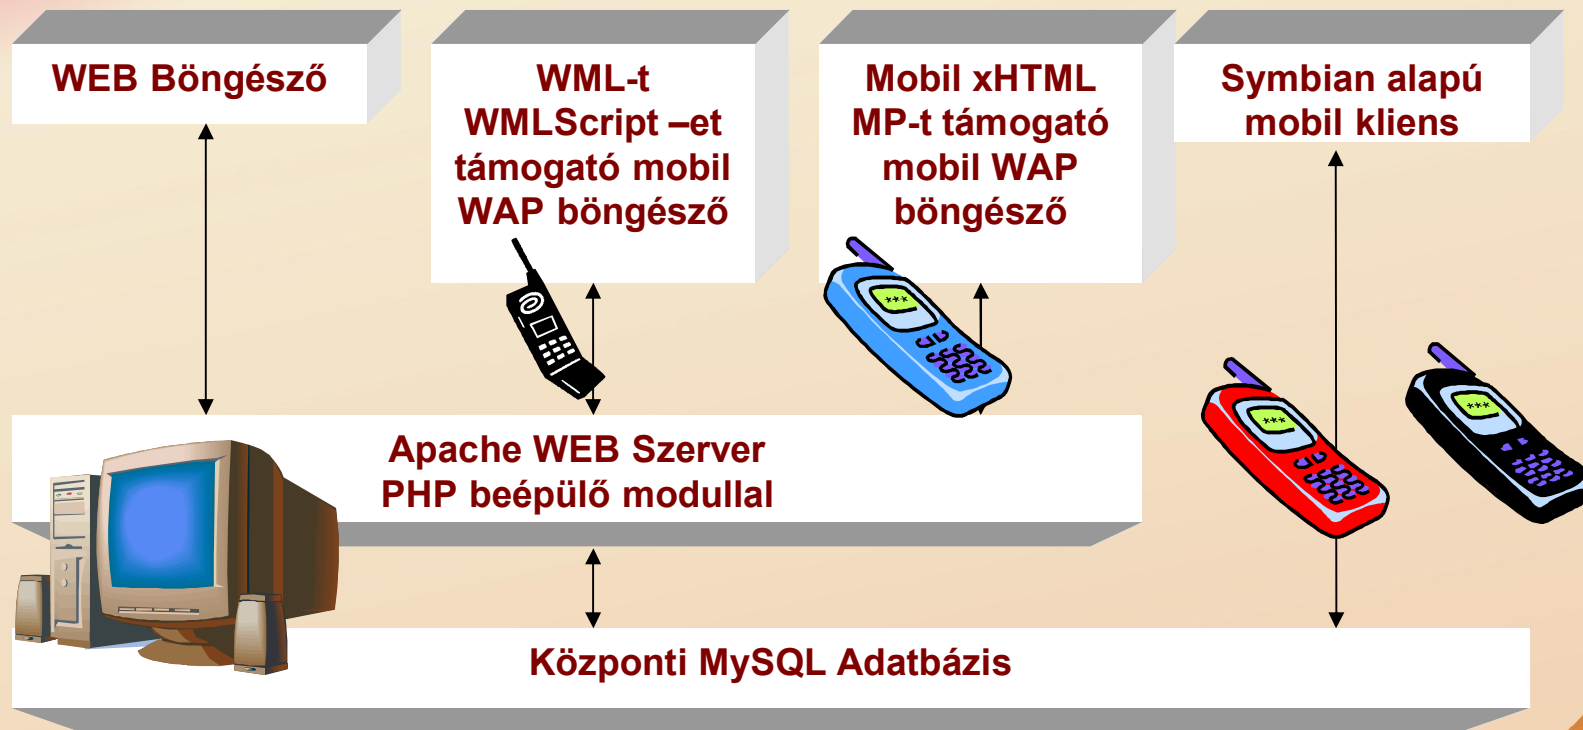 WEB Böngésző
WML-t
WMLScript –et
támogató mobil
WAP böngésző
Mobil xHTML
MP-t támogató
mobil WAP
böngésző
Symbian alapú
mobil kliens
***
***
***
Apache WEB Szerver
PHP beépülő modullal
Központi MySQL Adatbázis